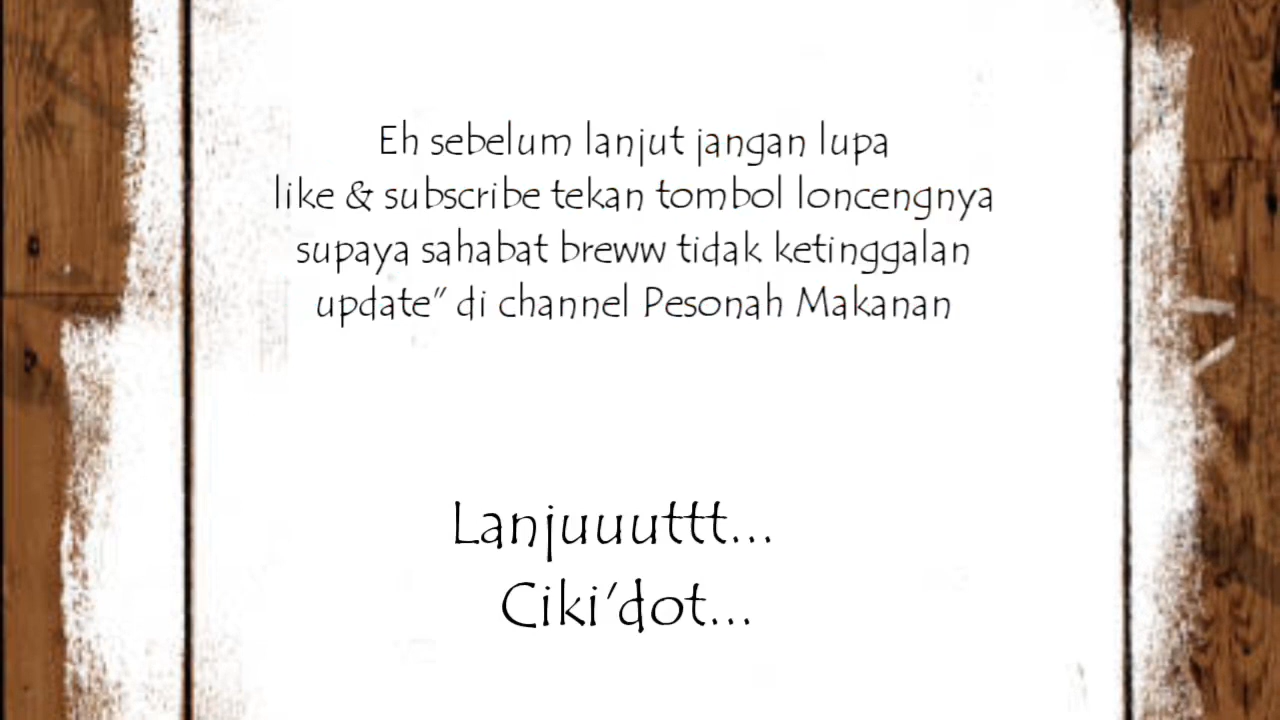 Eh sebelum lanjut jangan lupa
like & subscribe tekan tombol loncengnya
supaya sahabat breww tidak ketinggalan
update" di channel Pesonah Makanan
Lanjuuuttt...
Ciki'dot...